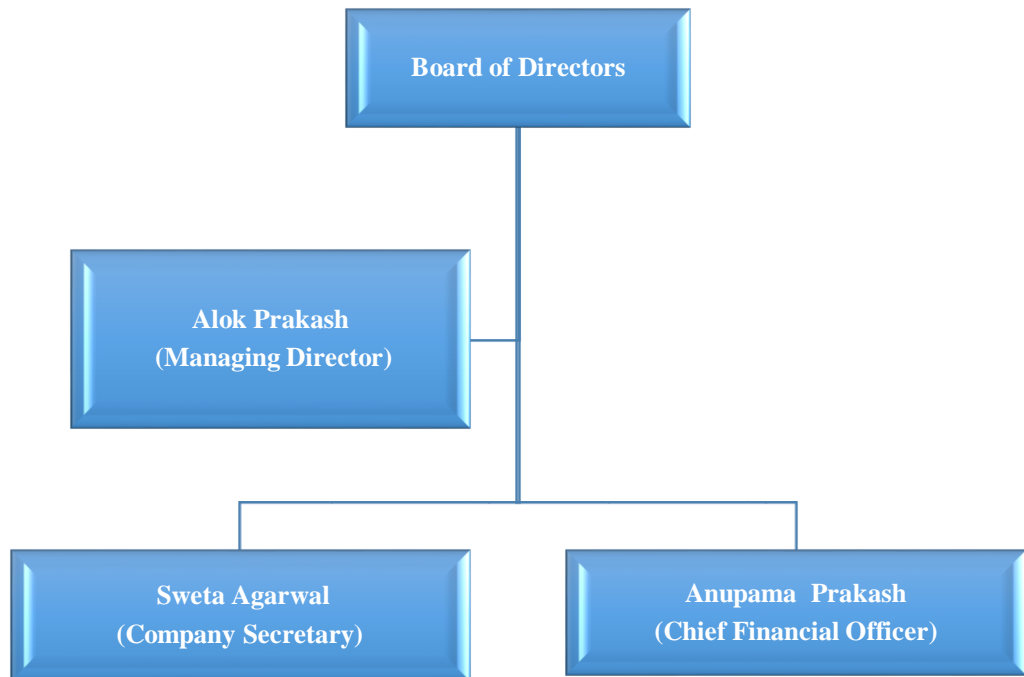 Board of Directors
Alok Prakash
(Managing Director)
Sweta Agarwal
(Company Secretary)
Anupama Prakash
(Chief Financial Officer)